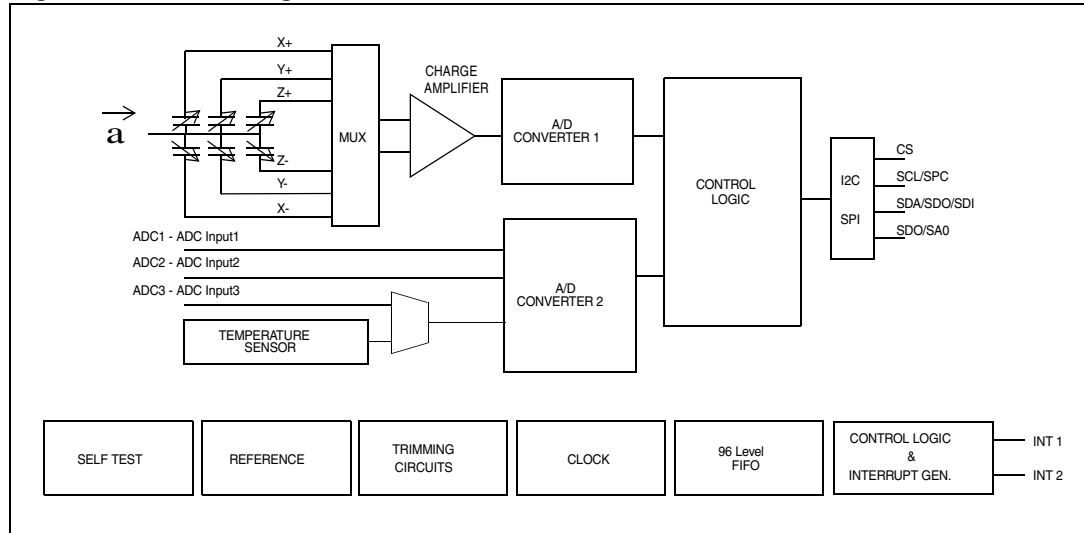 X+
Y+
Z+
a
Z-
Y-
X-
MUX
CHARGE
AMPLIFIER
A/D
CONVERTER 1
CONTROL
LOGIC
I2C
SPI
CS
SCL/SPC
SDA/SDO/SDI
SDO/SA0
ADC1 - ADC Input1
ADC2 - ADC Input2
ADC3 - ADC Input3
A/D
CONVERTER 2
TEMPERATURE
SENSOR
SELF TEST
REFERENCE
TRIMMING
CIRCUITS
CLOCK
96 Level
FIFO
CONTROL LOGIC
&
INTERRUPT GEN.
INT 1
INT 2